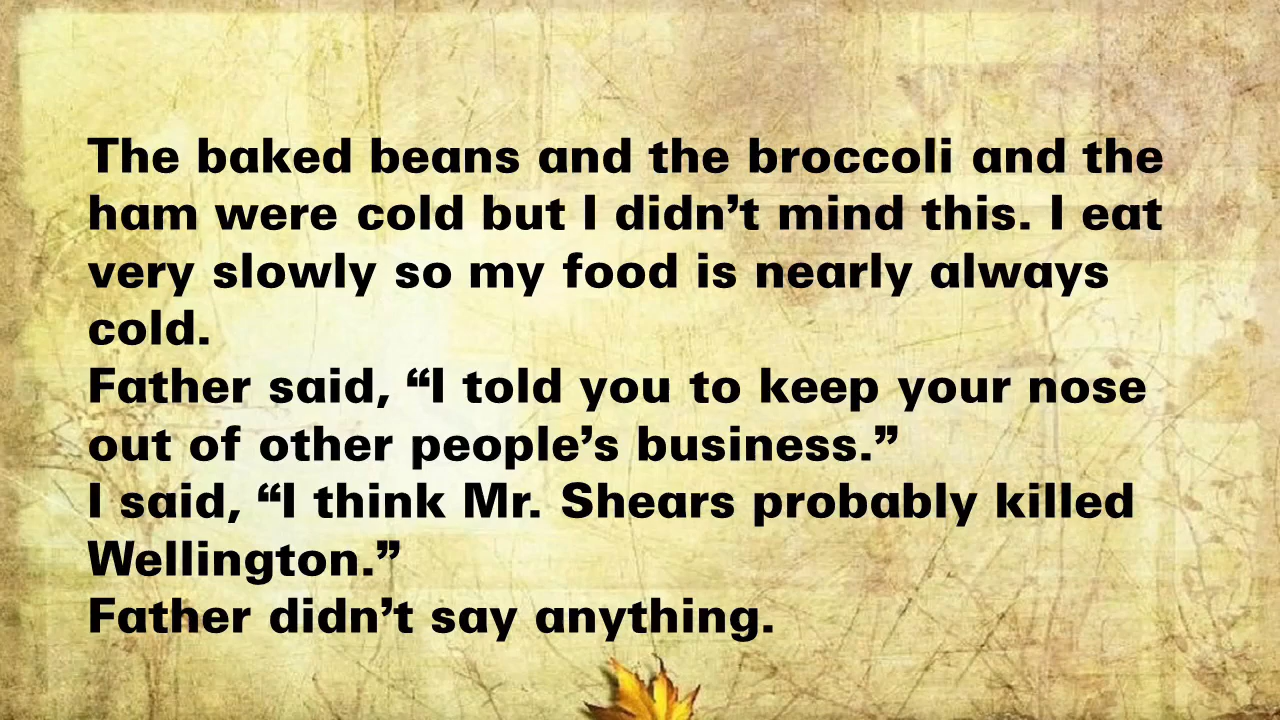 The baked beans and the broccoli and the
ham were cold but I didn’t mind this. I eat
very slowly so my food is nearly always
cold.
Father said, “I told you to keep your nose
out of other people’s business.”
I said, “I think Mr. Shears probably killed
Wellington.”
Father didn’t say anything.